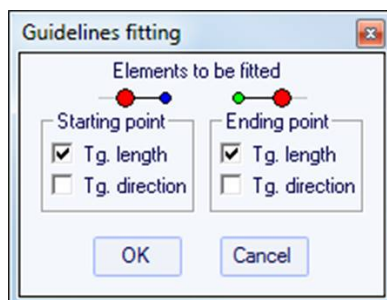 Guidelines fitting
Elements to be fitted
Starting point Ending point
Tg. length Tg. length
Tg. direction Tg. direction
OK Cancel